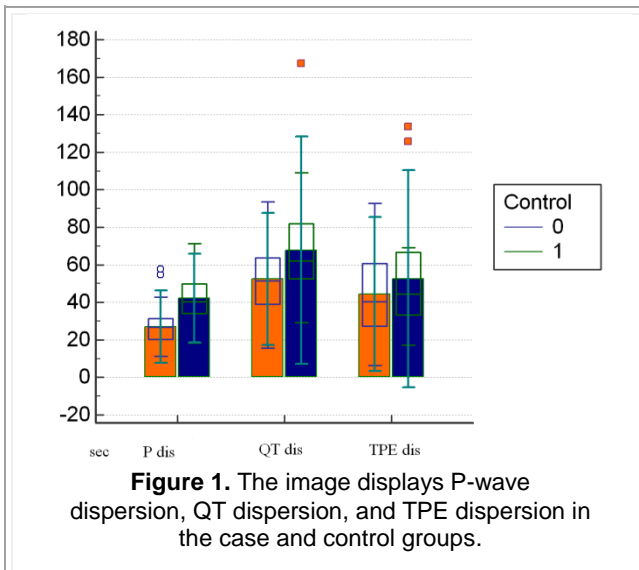 180
160
140
120
100
80
60
40
20
0
-20
Control
0
1
sec P dis QT dis TPE dis
Figure 1. The image displays P-wave
dispersion, QT dispersion, and TPE dispersion in
the case and control groups.